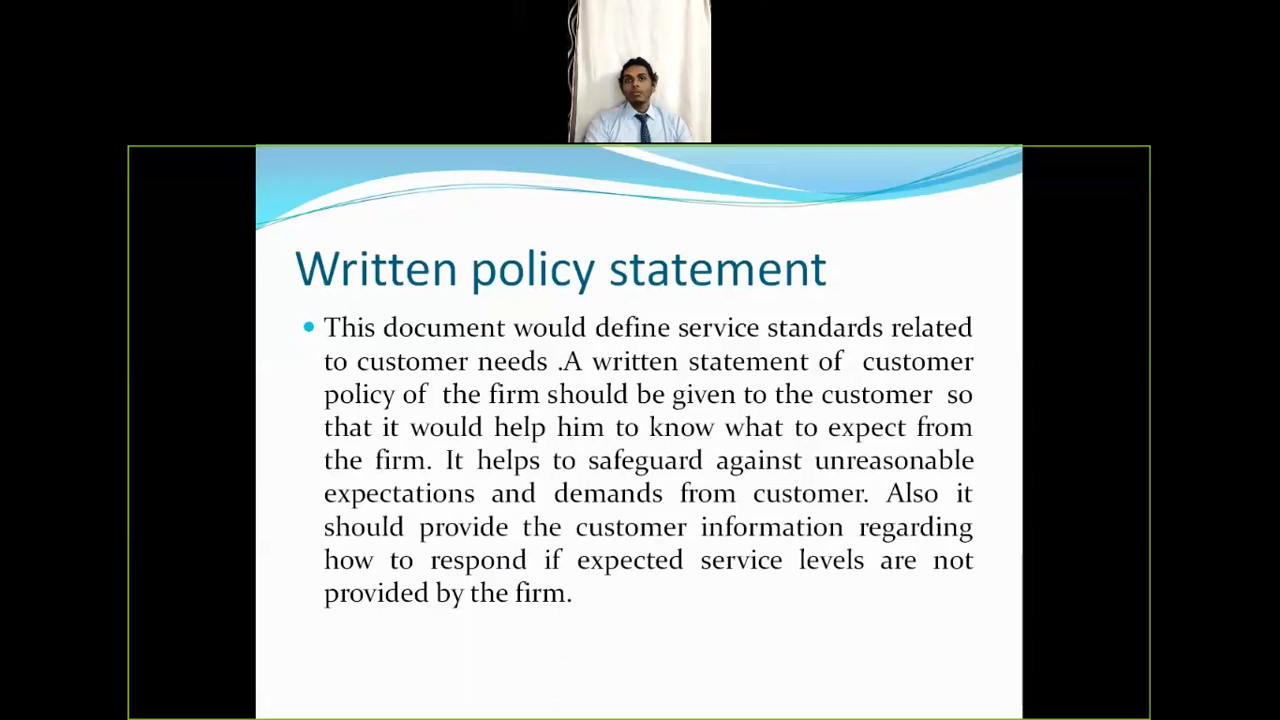 Written policy statement
This document would define service standards related
to customer needs .A written statement of customer
policy of the firm should be given to the customer so
that it would help him to know what to expect from
the firm. It helps to safeguard against unreasonable
expectations and demands from customer. Also it
should provide the customer information regarding
how to respond if expected service levels are not
provided by the firm.